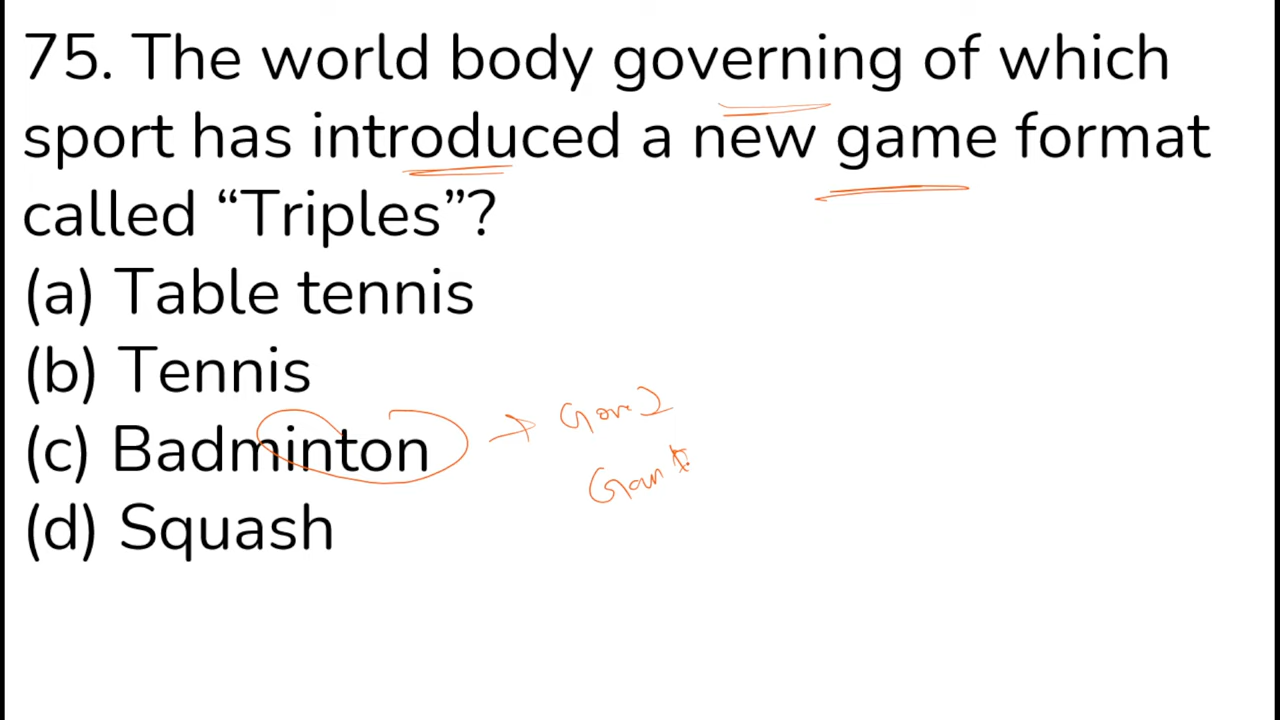 75. The world body governing of which
sport has introduced a new game format
called “Triples”?
(a) Table tennis
(b) Tennis
(c) Badminton
(d) Squash